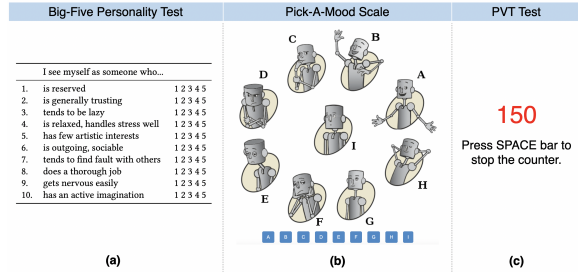 Big-Five Personality Test
I see myself as someone who...
1. is reserved 1 2 3 4 5
2. is generally trusting 1 2 3 4 5
3. tends to be lazy 1 2 3 4 5
4. is relaxed, handles stress well 1 2 3 4 5
5. has few artistic interests 1 2 3 4 5
6. is outgoing, sociable 1 2 3 4 5
7. tends to find fault with others 1 2 3 4 5
8. does a thorough job 1 2 3 4 5
9. gets nervous easily 1 2 3 4 5
10. has an active imagination 1 2 3 4 5
(a)
Pick-A-Mood Scale
C
B
D
A
I
E
H
F
G
A B C D E F G H I
(b)
PVT Test
150
Press SPACE bar to
stop the counter.
(c)